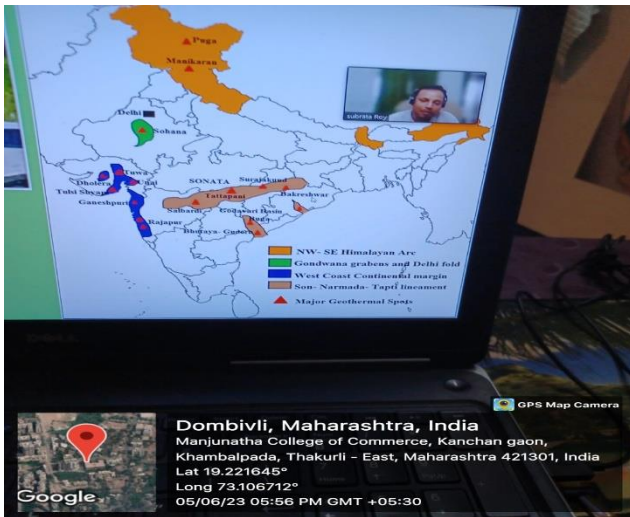 Puga
Manikaran
subrata Roy
Delhi
Sohana
Tuwa
Dholera
Unai
SONATA
Surajkund
Tulsi Shyam
Tattapani
Bakreshwar
Ganeshpuri
Salbardi
Godavari Basin
Rajapur
NW- SE Himalayan Arc
Gondwana grabens and Delhi fold
West Coast Continental margin
Son- Narmada- Tapti lineament
Major Geothermal Spots
DELL
GPS Map Camera
Dombivli, Maharashtra, India
Manjunatha College of Commerce, Kanchan gaon,
Khambalpada, Thakurli - East, Maharashtra 421301, India
Lat 19.221645°
Long 73.106712°
05/06/23 05:56 PM GMT +05:30
Google